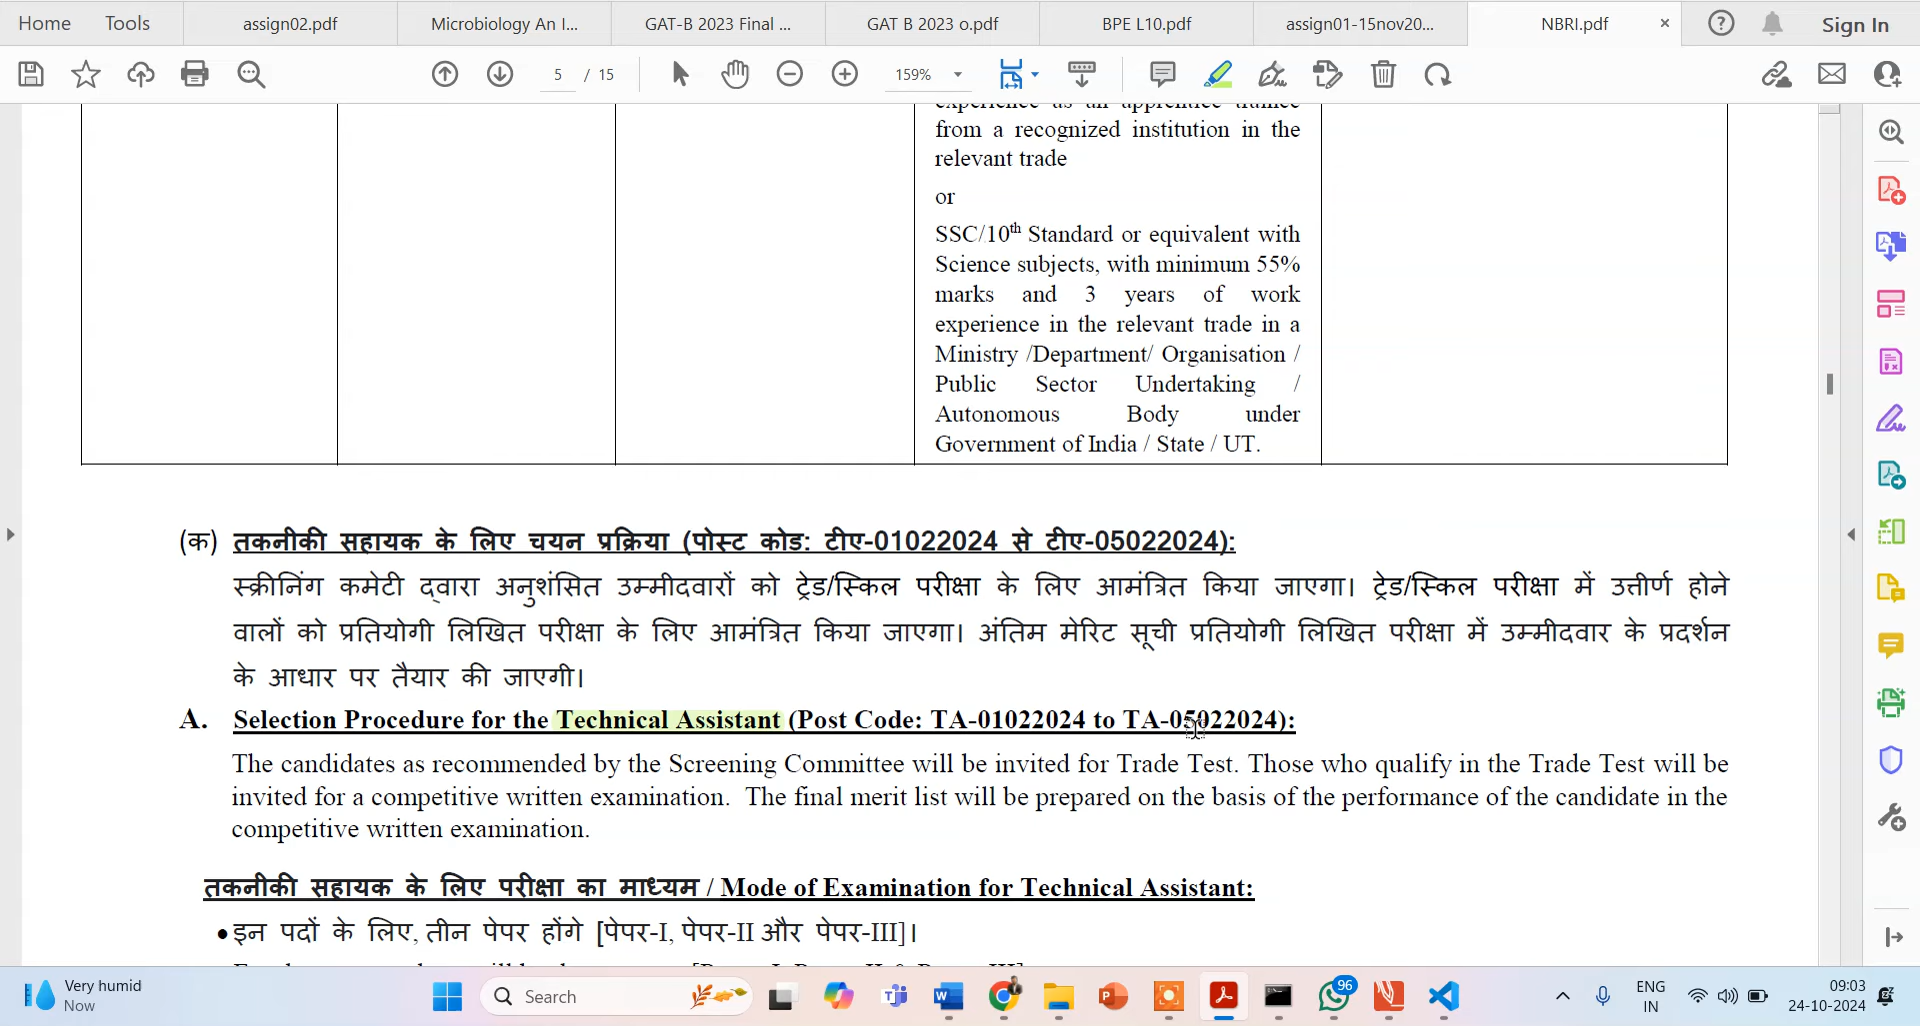 Home Tools assign02.pdf Microbiology An I... GAT-B 2023 Final ... GAT B 2023 o.pdf BPE L10.pdf assign01-15nov20... NBRI.pdf × Sign In
5 / 15 159%
experience as an apprentice trainee
from a recognized institution in the
relevant trade
or
SSC/10th Standard or equivalent with
Science subjects, with minimum 55%
marks and 3 years of work
experience in the relevant trade in a
Ministry /Department/ Organisation /
Public Sector Undertaking /
Autonomous Body under
Government of India / State / UT.
(क) तकनीकी सहायक के लिए चयन प्रक्रिया (पोस्ट कोड: टीए-01022024 से टीए-05022024):
स्क्रीनिंग कमेटी द्वारा अनुशंसित उम्मीदवारों को ट्रेड/स्किल परीक्षा के लिए आमंत्रित किया जाएगा। ट्रेड/स्किल परीक्षा में उत्तीर्ण होने
वालों को प्रतियोगी लिखित परीक्षा के लिए आमंत्रित किया जाएगा। अंतिम मेरिट सूची प्रतियोगी लिखित परीक्षा में उम्मीदवार के प्रदर्शन
के आधार पर तैयार की जाएगी।
A. Selection Procedure for the Technical Assistant (Post Code: TA-01022024 to TA-05022024):
The candidates as recommended by the Screening Committee will be invited for Trade Test. Those who qualify in the Trade Test will be
invited for a competitive written examination. The final merit list will be prepared on the basis of the performance of the candidate in the
competitive written examination.
तकनीकी सहायक के लिए परीक्षा का माध्यम / Mode of Examination for Technical Assistant:
• इन पदों के लिए, तीन पेपर होंगे [पेपर-I, पेपर-II और पेपर-III]।
Very humid
Now
Search
96
ENG
IN
09:03
24-10-2024